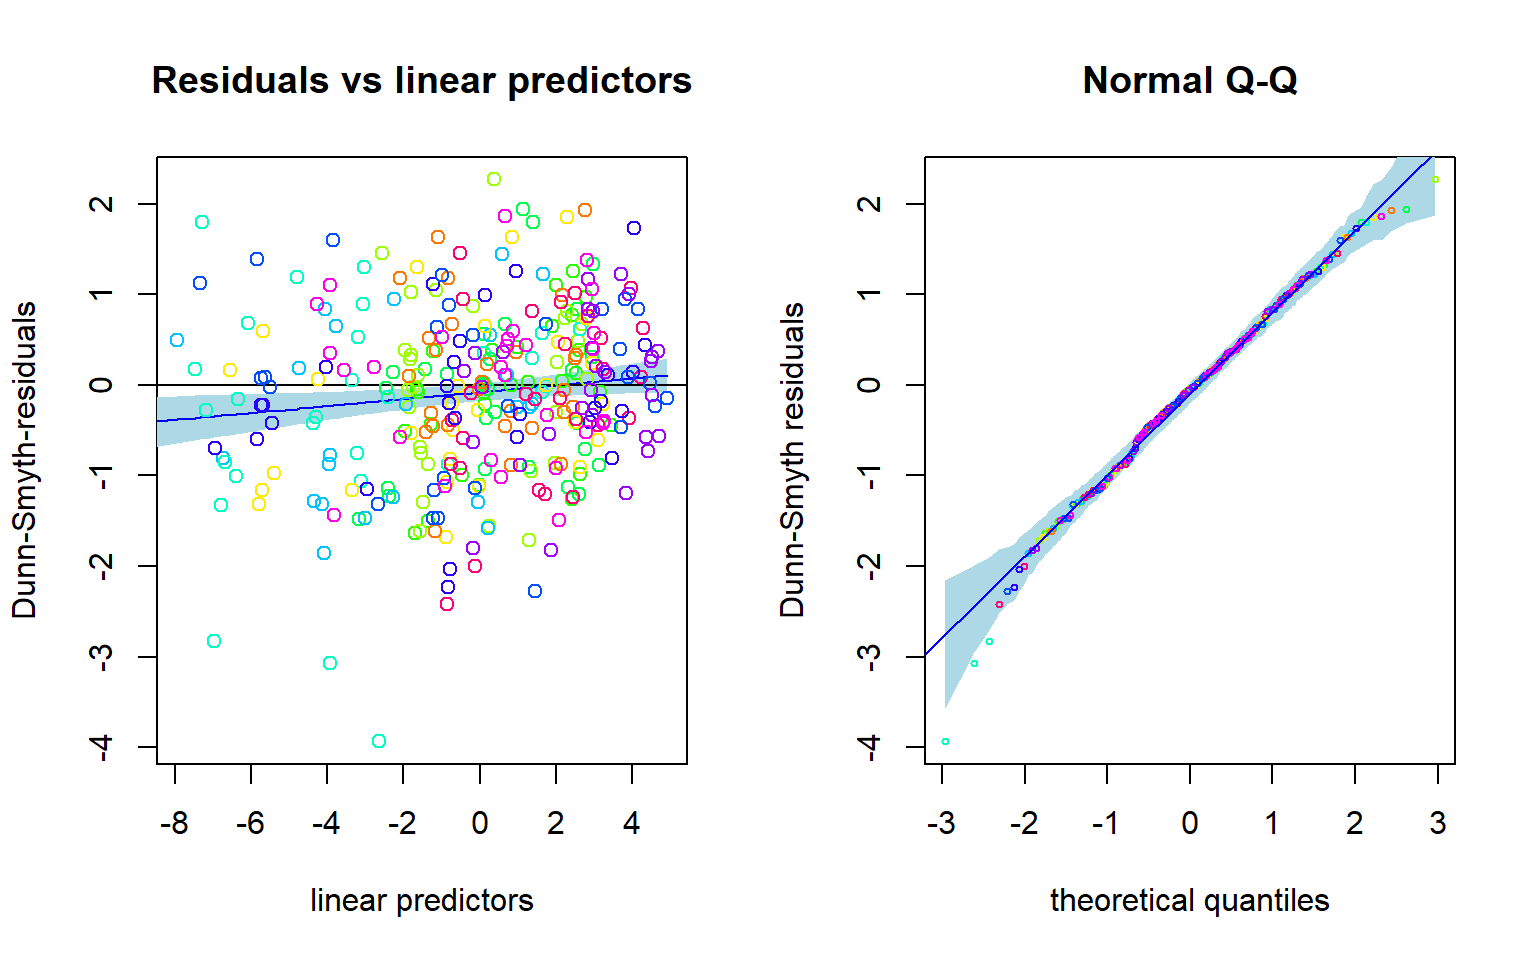 Residuals vs linear predictors
Dunn-Smyth-residuals
2
1
0
-1
-2
-3
-4
-8 -6 -4 -2 0 2 4
linear predictors
Normal Q-Q
Dunn-Smyth residuals
2
1
0
-1
-2
-3
-4
-3 -2 -1 0 1 2 3
theoretical quantiles